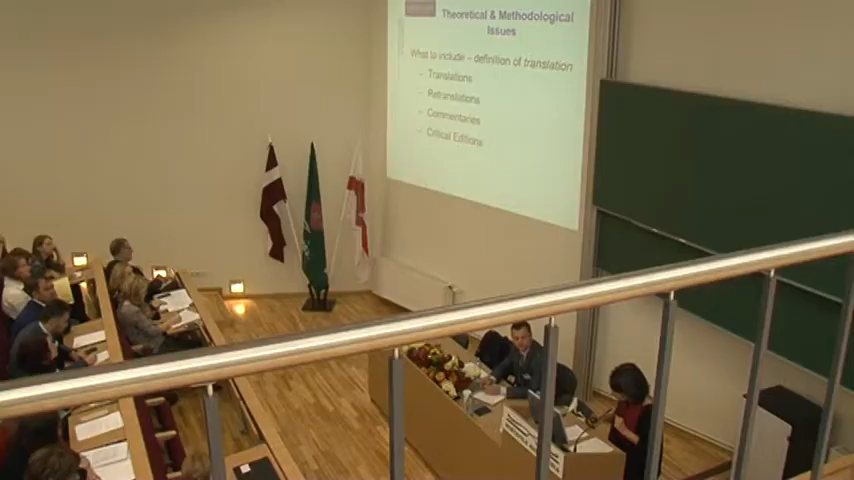 Theoretical & Methodological
Issues
What to include – definition of translation
– Translations
– Retranslations
– Commentaries
– Critical Editions